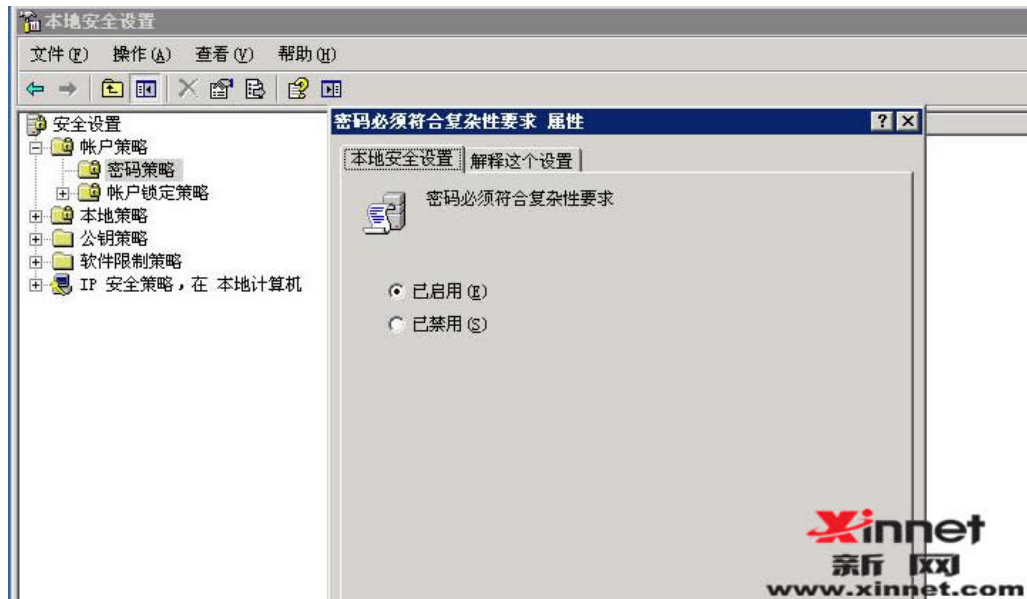 本地安全设置
文件(F) 操作(A) 查看(V) 帮助(H)
安全设置
帐户策略
密码策略
帐户锁定策略
本地策略
公钥策略
软件限制策略
IP 安全策略，在 本地计算机
密码必须符合复杂性要求 属性
本地安全设置 解释这个设置
密码必须符合复杂性要求
已启用(E)
已禁用(S)
Xinnet
新网
www.xinnet.com